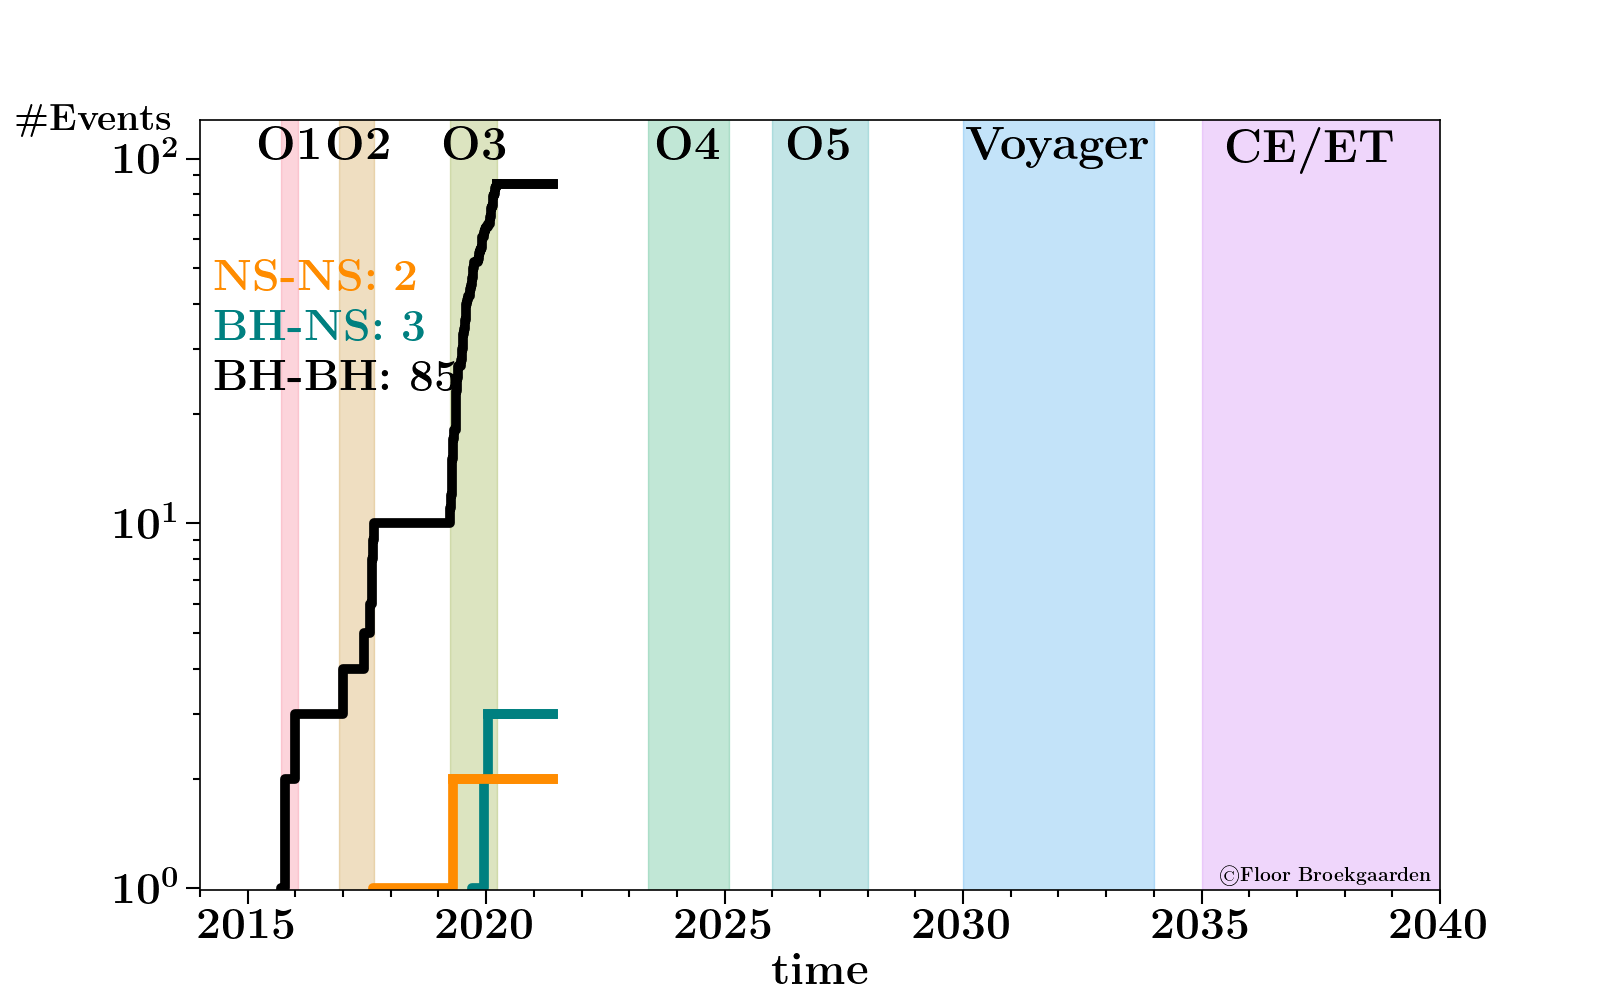 #Events
O1 O2 O3 O4 O5 Voyager CE/ET
10²
NS-NS: 2
BH-NS: 3
BH-BH: 85
10¹
10⁰
©Floor Broekgaarden
2015 2020 2025 2030 2035 2040
time